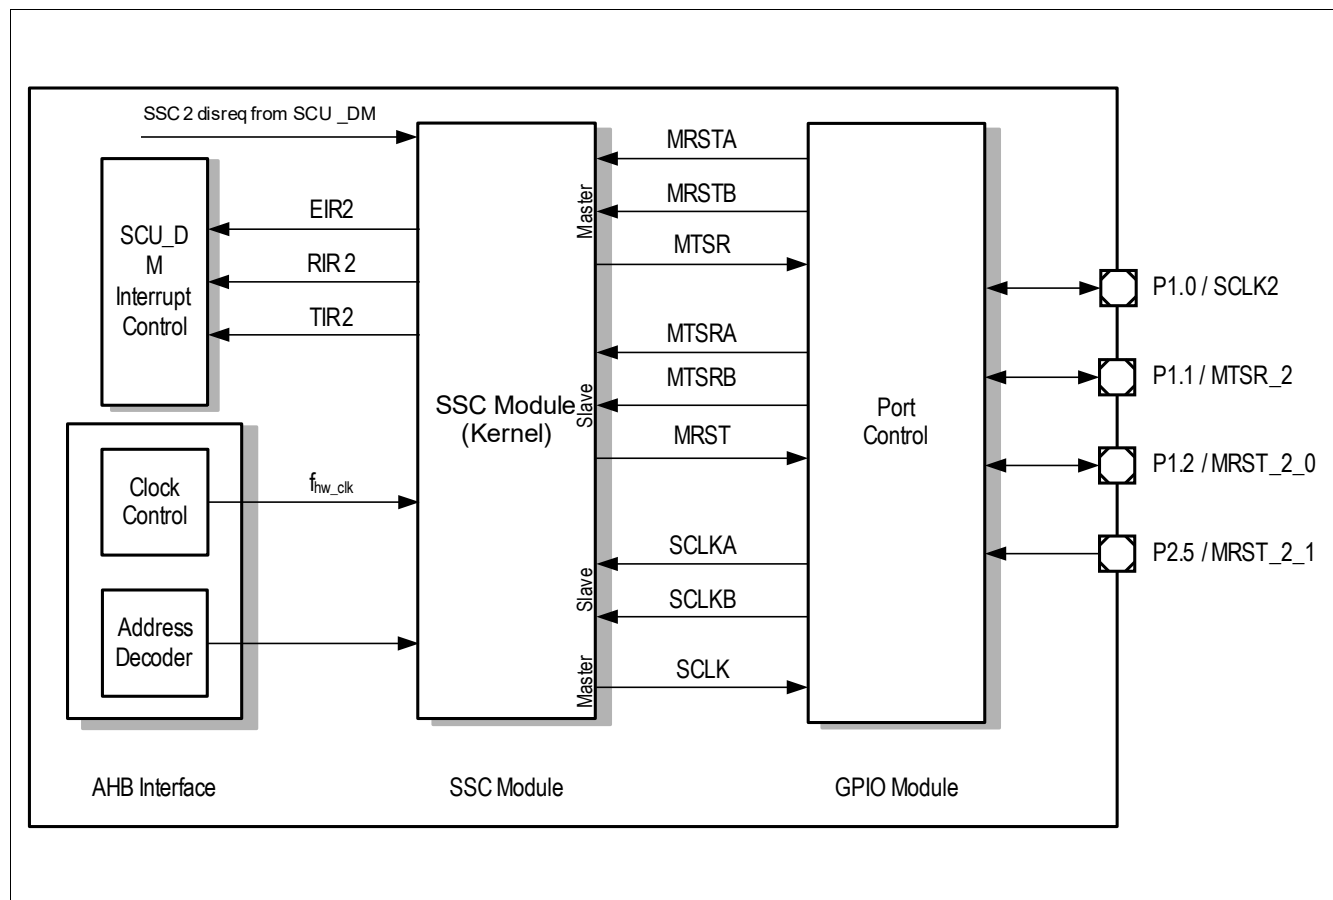 SSC 2 disreq from SCU _DM
SCU_D
M
Interrupt
Control
EIR2
RIR 2
TIR2
Clock
Control
fhw_clk
Address
Decoder
AHB Interface
SSC Module
(Kernel)
Master
Slave
Slave
Master
SSC Module
MRSTA
MRSTB
MTSR
MTSRA
MTSRB
MRST
SCLKA
SCLKB
SCLK
Port
Control
GPIO Module
P1.0 / SCLK2
P1.1 / MTSR_2
P1.2 / MRST_2_0
P2.5 / MRST_2_1